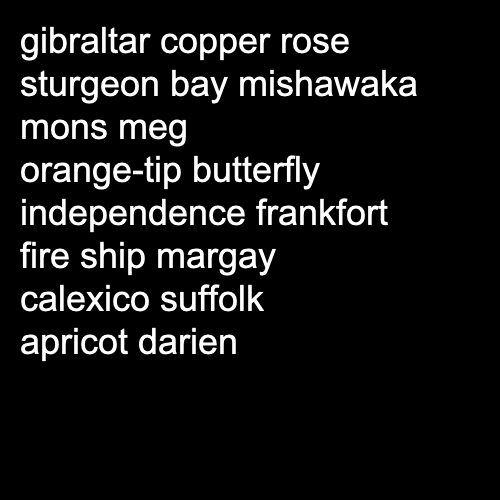 gibraltar copper rose
sturgeon bay mishawaka
mons meg
orange-tip butterfly
independence frankfort
fire ship margay
calexico suffolk
apricot darien